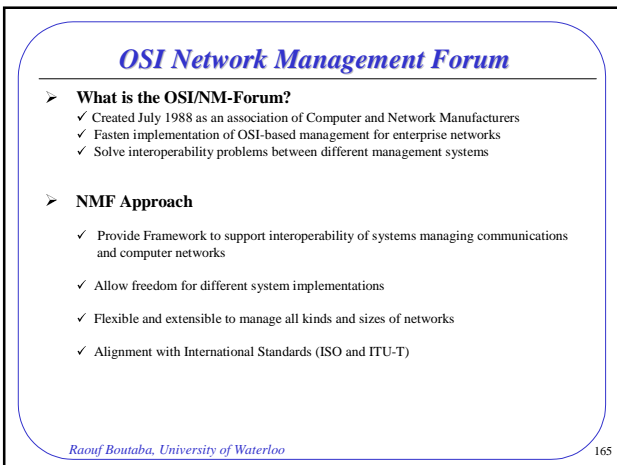 OSI Network Management Forum
➢ What is the OSI/NM-Forum?
✓ Created July 1988 as an association of Computer and Network Manufacturers
✓ Fasten implementation of OSI-based management for enterprise networks
✓ Solve interoperability problems between different management systems
➢ NMF Approach
✓ Provide Framework to support interoperability of systems managing communications
and computer networks
✓ Allow freedom for different system implementations
✓ Flexible and extensible to manage all kinds and sizes of networks
✓ Alignment with International Standards (ISO and ITU-T)
Raouf Boutaba, University of Waterloo
165